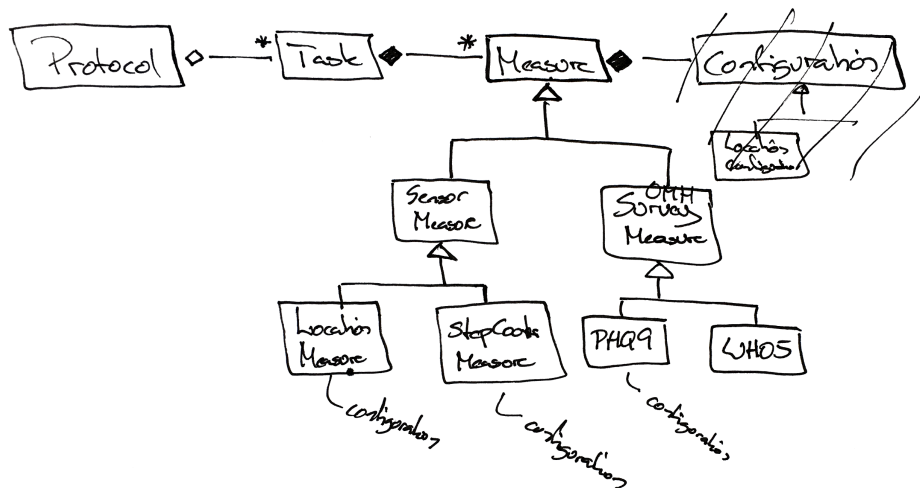 Protocol
*
Task
*
Measure
Configuration
Location
Configuration
Sensor
Measure
OMH
Survey
Measure
Location
Measure
StepCount
Measure
PHQ9
WHO5
configuration
configuration
configuration